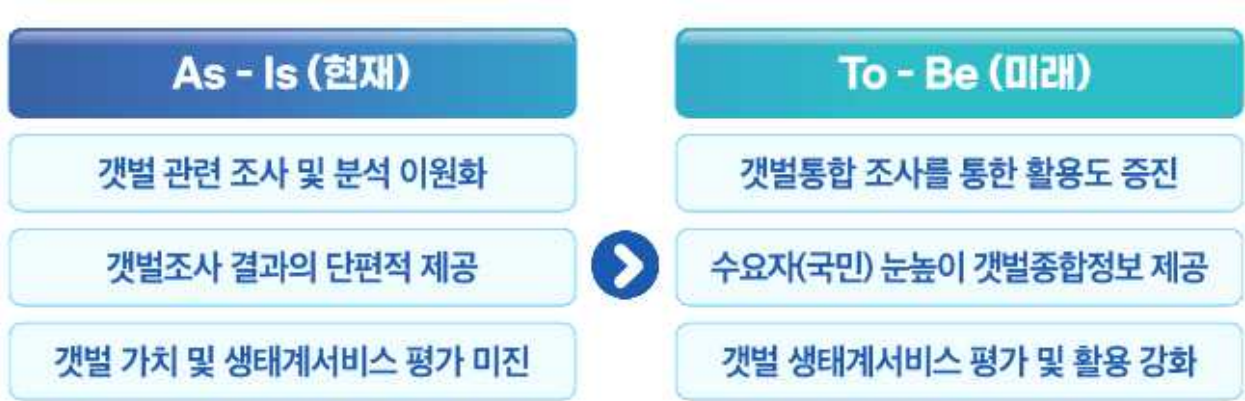 As - Is (현재)
갯벌 관련 조사 및 분석 이원화
갯벌조사 결과의 단편적 제공
갯벌 가치 및 생태계서비스 평가 미진
To - Be (미래)
갯벌통합 조사를 통한 활용도 증진
수요자(국민) 눈높이 갯벌종합정보 제공
갯벌 생태계서비스 평가 및 활용 강화